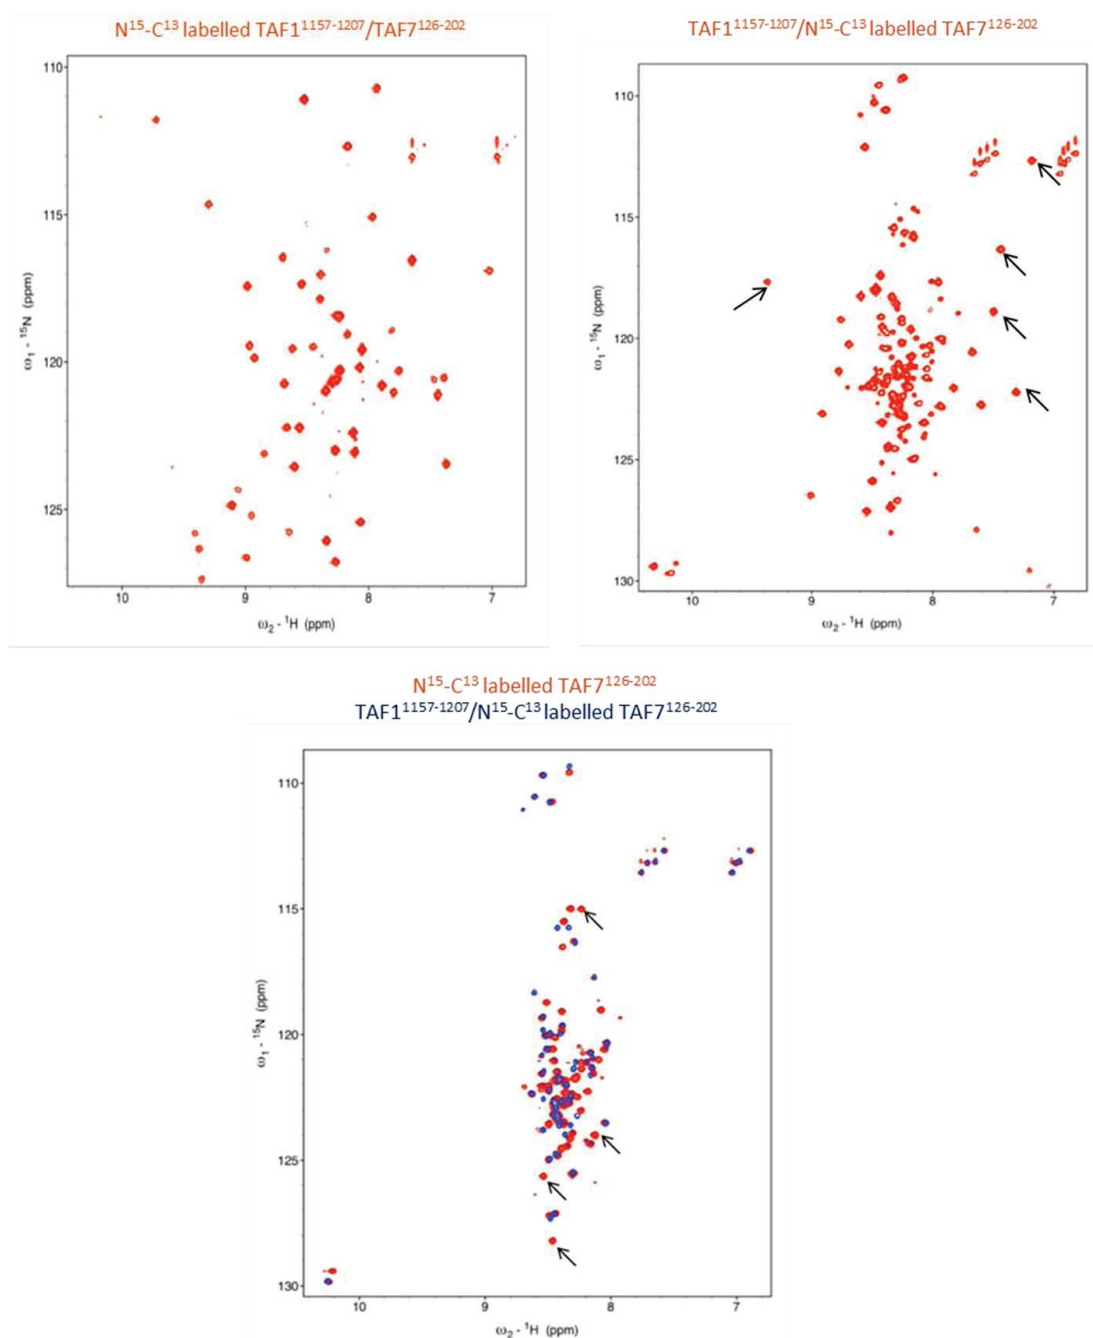 N¹⁵-C¹³ labelled TAF1¹¹⁵⁷⁻¹²⁰⁷/TAF7¹²⁶⁻²⁰²
110
115
120
125
ω₁ - ¹⁵N (ppm)
10
9
8
7
ω₂ - ¹H (ppm)
TAF1¹¹⁵⁷⁻¹²⁰⁷/N¹⁵-C¹³ labelled TAF7¹²⁶⁻²⁰²
110
115
120
125
130
ω₁ - ¹⁵N (ppm)
10
9
8
7
ω₂ - ¹H (ppm)
N¹⁵-C¹³ labelled TAF7¹²⁶⁻²⁰²
TAF1¹¹⁵⁷⁻¹²⁰⁷/N¹⁵-C¹³ labelled TAF7¹²⁶⁻²⁰²
110
115
120
125
130
ω₁ - ¹⁵N (ppm)
10
9
8
7
ω₂ - ¹H (ppm)